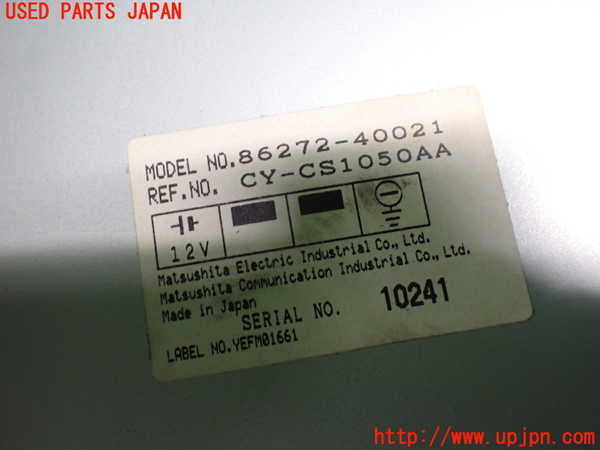 USED PARTS JAPAN
MODEL NO.86272-40021
REF.NO. CY-CS1050AA
12V
Matsushita Electric Industrial Co., Ltd.
Matsushita Communication Industrial Co., Ltd.
Made in Japan
SERIAL NO. 10241
LABEL NO.YEFM01661
http://www.upjpn.com/